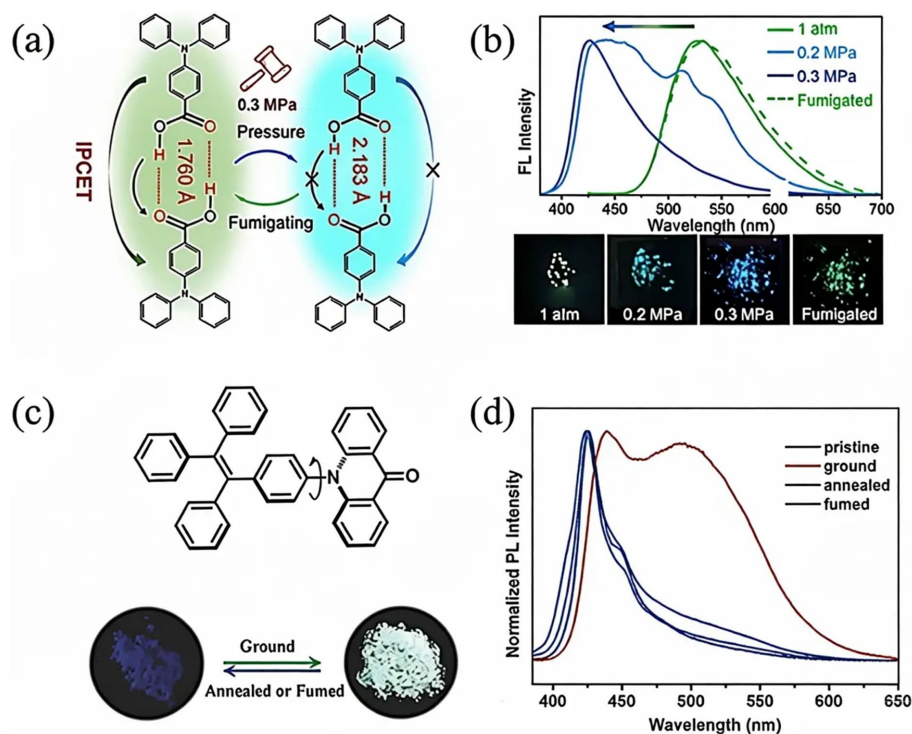 (a)
N
IPCET
O
O
H
1.760 Å
H
O
O
N
0.3 MPa
Pressure
Fumigating
N
O
O
H
2.183 Å
H
O
O
N
(b)
FL Intensity
1 alm
0.2 MPa
0.3 MPa
Fumigated
400 450 500 550 600 650 700
Wavelength (nm)
1 alm
0.2 MPa
0.3 MPa
Fumigated
(c)
N
O
Ground
Annealed or Fumed
(d)
Normalized PL Intensity
pristine
ground
annealed
fumed
400 450 500 550 600 650
Wavelength (nm)